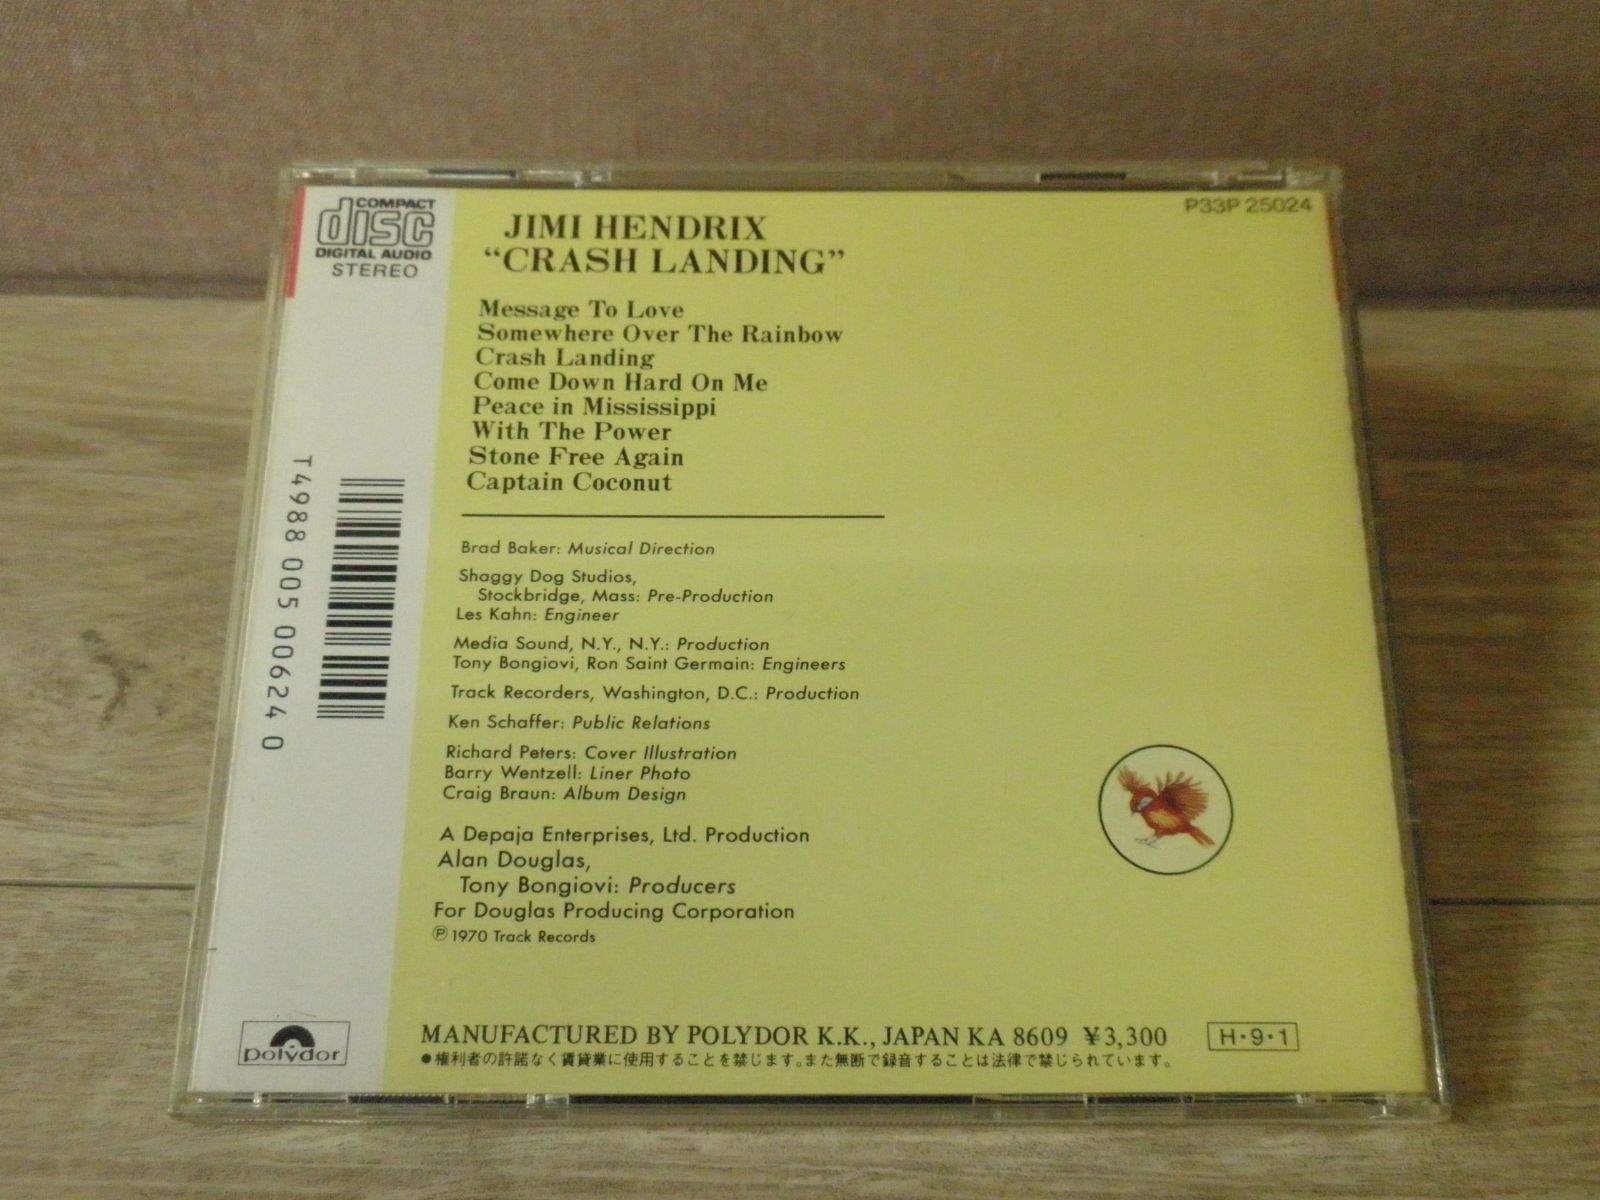 COMPACT
disc
DIGITAL AUDIO
STEREO
P33P 25024
JIMI HENDRIX
“CRASH LANDING”
Message To Love
Somewhere Over The Rainbow
Crash Landing
Come Down Hard On Me
Peace in Mississippi
With The Power
Stone Free Again
Captain Coconut
Brad Baker: Musical Direction
Shaggy Dog Studios,
Stockbridge, Mass: Pre-Production
Les Kahn: Engineer
Media Sound, N.Y., N.Y.: Production
Tony Bongiovi, Ron Saint Germain: Engineers
Track Recorders, Washington, D.C.: Production
Ken Schaffer: Public Relations
Richard Peters: Cover Illustration
Barry Wentzell: Liner Photo
Craig Braun: Album Design
A Depaja Enterprises, Ltd. Production
Alan Douglas,
Tony Bongiovi: Producers
For Douglas Producing Corporation
Ⓟ 1970 Track Records
T4988 005 00624 0
polydor
MANUFACTURED BY POLYDOR K.K., JAPAN KA 8609 ¥3,300
H・9・1
●権利者の許諾なく賃貸業に使用することを禁じます。また無断で録音することは法律で禁じられています。